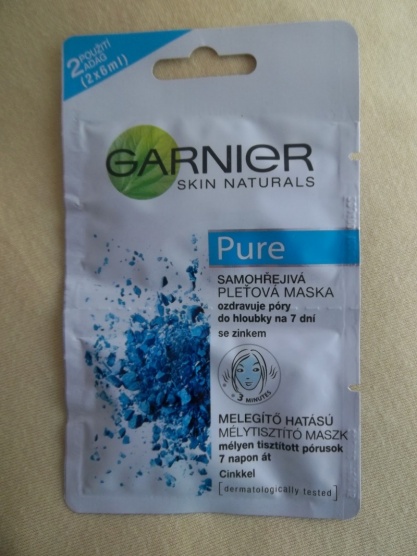 2 POUŽITÍ
ADAG
(2x6ml)
GARNIER
SKIN NATURALS
Pure
SAMOHŘEJIVÁ
PLEŤOVÁ MASKA
ozdravuje póry
do hloubky na 7 dní
se zinkem
3 MINUTES
MELEGÍTŐ HATÁSÚ
MÉLYTISZTÍTÓ MASZK
mélyen tisztított pórusok
7 napon át
Cinkkel
[dermatologically tested]